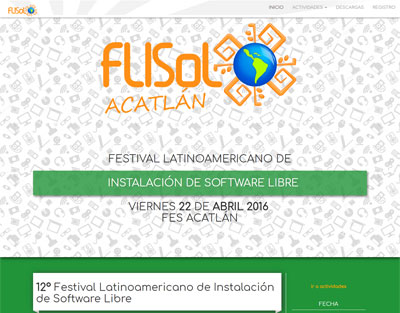 FLISoL
INICIO ACTIVIDADES DESCARGAS REGISTRO
FLISoL
ACATLÁN
FESTIVAL LATINOAMERICANO DE
INSTALACIÓN DE SOFTWARE LIBRE
VIERNES 22 DE ABRIL 2016
FES ACATLÁN
12º Festival Latinoamericano de Instalación
de Software Libre
Ir a actividades
FECHA